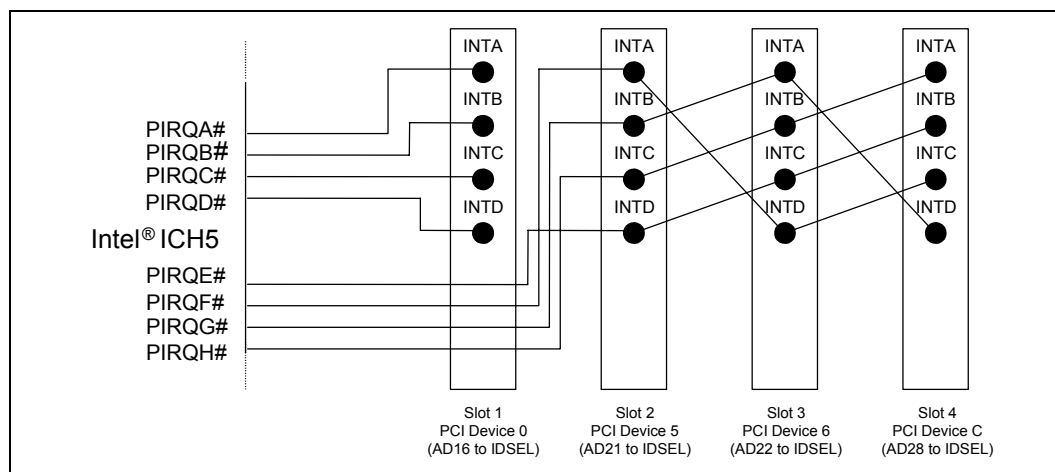 INTA INTA INTA INTA
INTB INTB INTB INTB
PIRQA#
PIRQB#
INTC INTC INTC INTC
PIRQC#
PIRQD#
INTD INTD INTD INTD
Intel® ICH5
PIRQE#
PIRQF#
PIRQG#
PIRQH#
Slot 1
PCI Device 0
(AD16 to IDSEL)
Slot 2
PCI Device 5
(AD21 to IDSEL)
Slot 3
PCI Device 6
(AD22 to IDSEL)
Slot 4
PCI Device C
(AD28 to IDSEL)